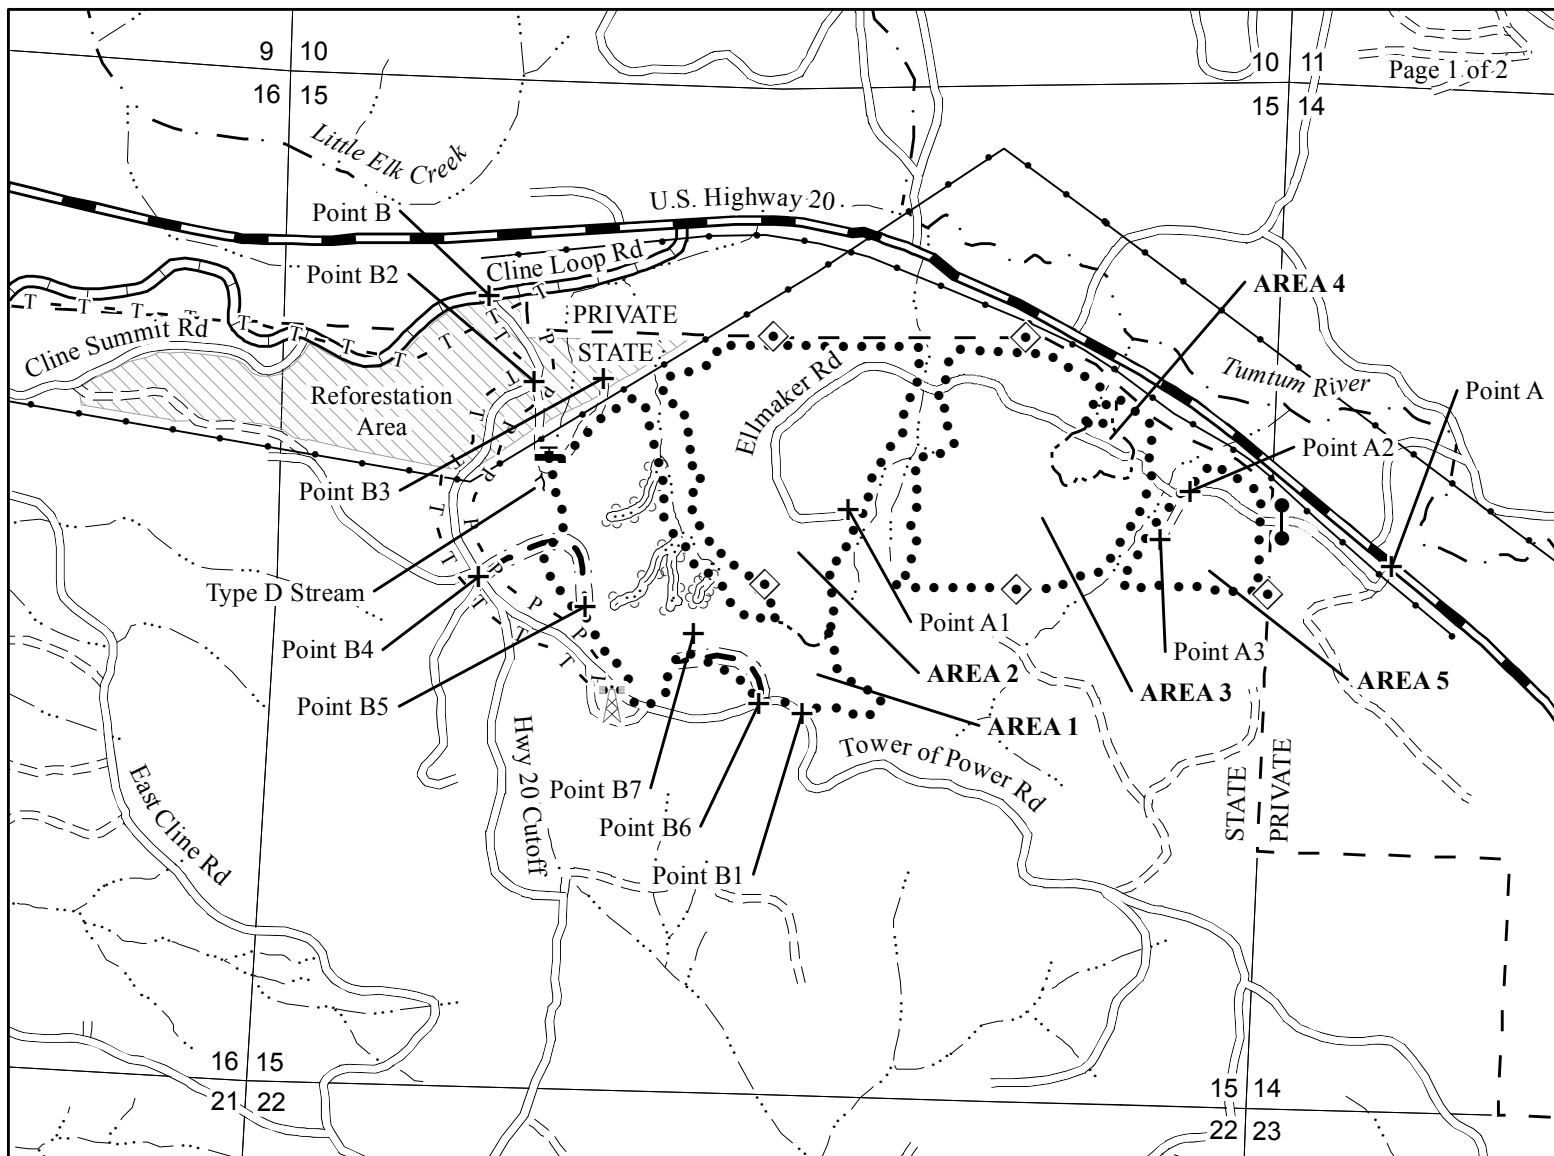 9 10
10 11
Page 1 of 2
16 15
15 14
Little Elk Creek
U.S. Highway 20
Point B
Cline Loop Rd
Point B2
AREA 4
PRIVATE
STATE
Cline Summit Rd
Ellmaker Rd
Tumtum River
Point A
Reforestation
Area
Point A2
Point B3
Type D Stream
Point A1
Point B4
Point A3
AREA 2
AREA 5
AREA 3
Point B5
AREA 1
Hwy 20 Cutoff
Tower of Power Rd
STATE
PRIVATE
East Cline Rd
Point B7
Point B6
Point B1
16 15
15 14
21 22
22 23
T T T T T T T T T T T T T T T T T T T T
P P P P P P P P P P